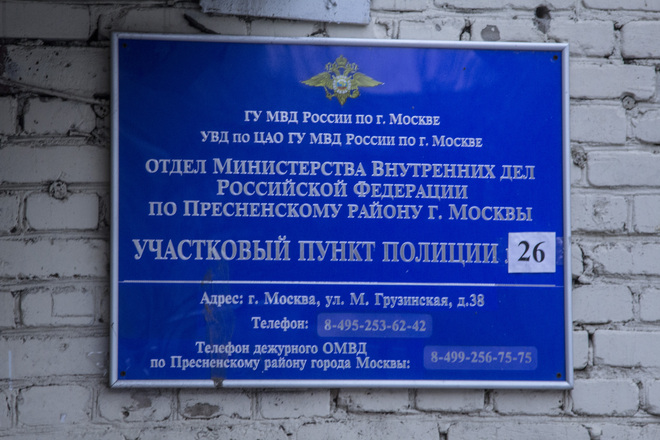 ГУ МВД России по г. Москве
УВД по ЦАО ГУ МВД России по г. Москве
Отдел Министерства Внутренних дел
Российской Федерации
по Пресненскому району г. Москвы
УЧАСТКОВЫЙ ПУНКТ ПОЛИЦИИ 26
Адрес: г. Москва, ул. М. Грузинская, д.38
Телефон: 8-495-253-62-42
Телефон дежурного ОМВД
по Пресненскому району города Москвы: 8-499-256-75-75